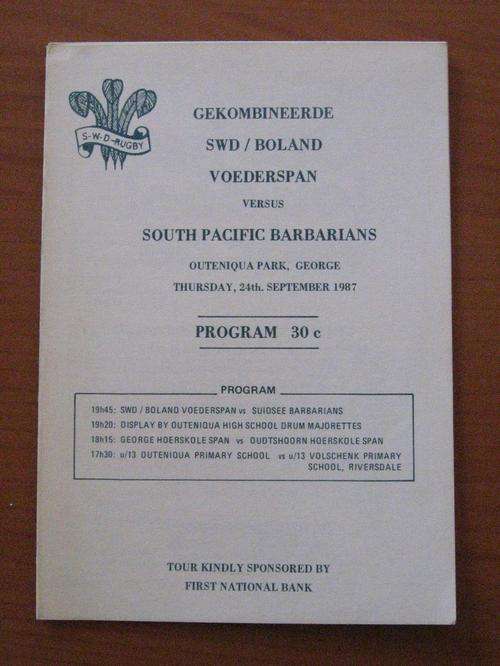 S-W-D-RUGBY
GEKOMBINEERDE
SWD / BOLAND
VOEDERSPAN
VERSUS
SOUTH PACIFIC BARBARIANS
OUTENIQUA PARK, GEORGE
THURSDAY, 24th. SEPTEMBER 1987
PROGRAM 30 c
PROGRAM
19h45: SWD / BOLAND VOEDERSPAN vs SUIDSEE BARBARIANS
19h20: DISPLAY BY OUTENIQUA HIGH SCHOOL DRUM MAJORETTES
18h15: GEORGE HOERSKOLE SPAN vs OUDTSHOORN HOERSKOLE SPAN
17h30: u/13 OUTENIQUA PRIMARY SCHOOL vs u/13 VOLSCHENK PRIMARY
SCHOOL, RIVERSDALE
TOUR KINDLY SPONSORED BY
FIRST NATIONAL BANK